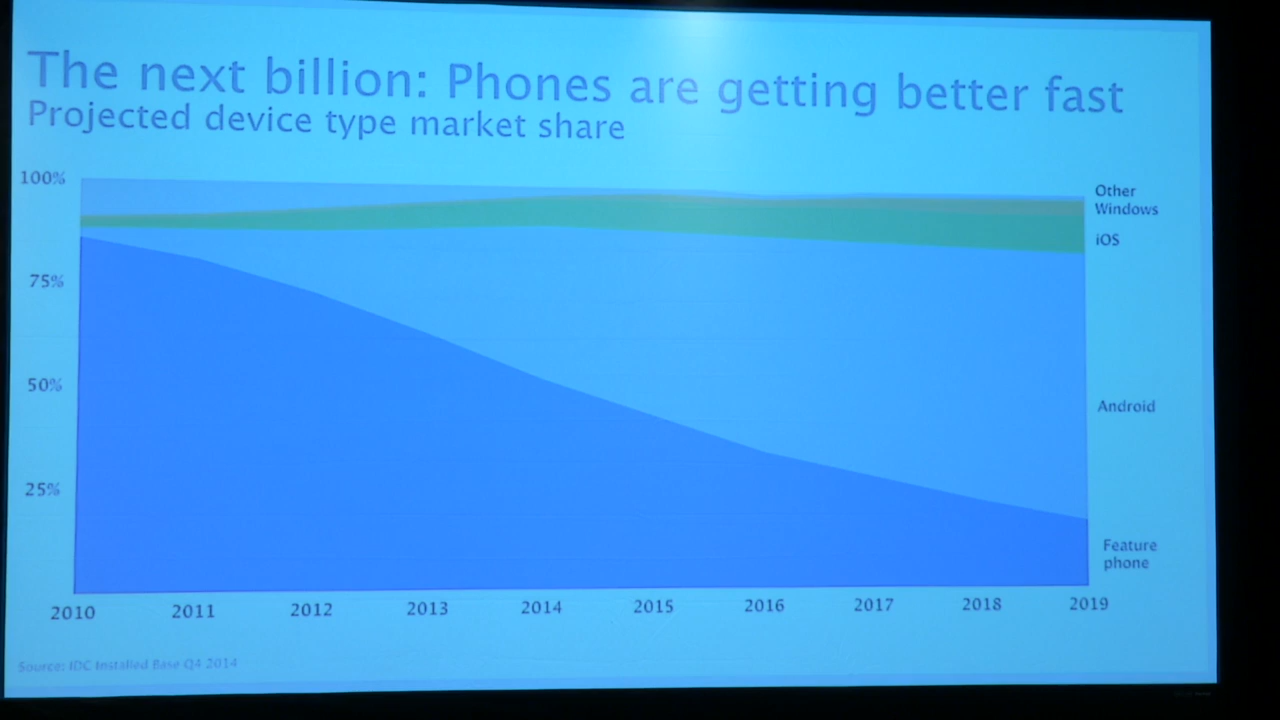 The next billion: Phones are getting better fast
Projected device type market share
100%
75%
50%
25%
Other
Windows
iOS
Android
Feature
phone
2010 2011 2012 2013 2014 2015 2016 2017 2018 2019
Source: IDC Installed Base Q4 2014